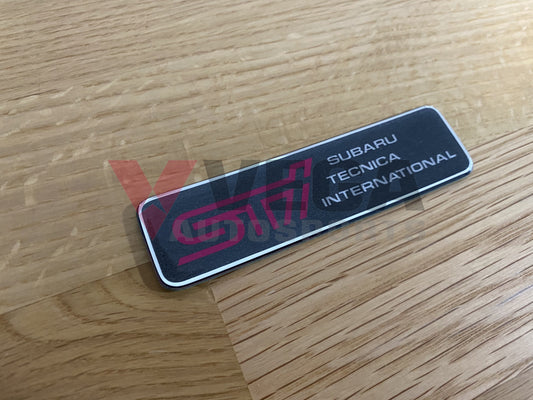 STi
SUBARU
TECNICA
INTERNATIONAL